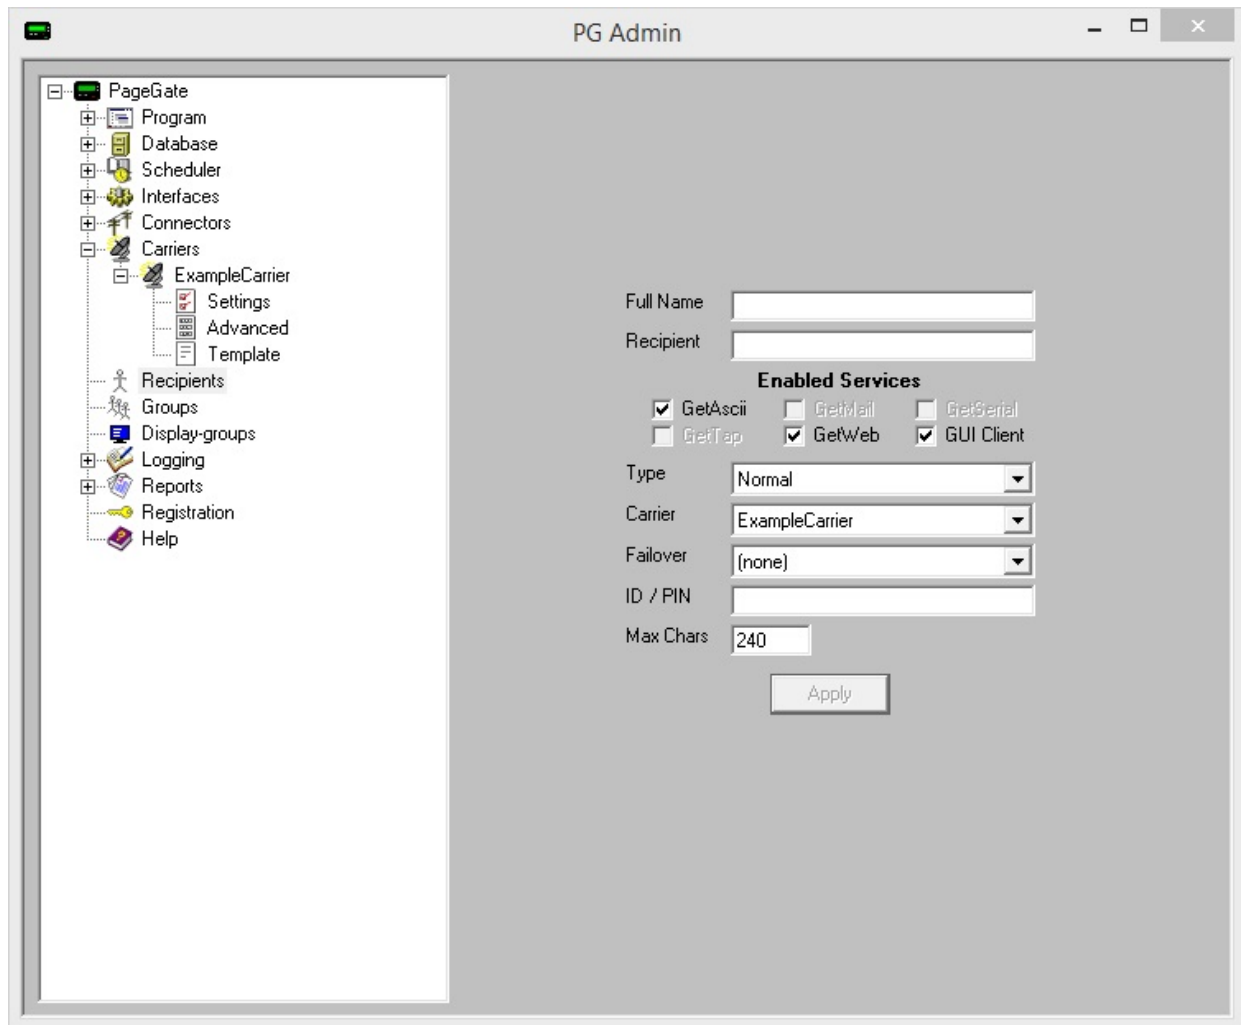 PG Admin
PageGate
Program
Database
Scheduler
Interfaces
Connectors
Carriers
ExampleCarrier
Settings
Advanced
Template
Recipients
Groups
Display-groups
Logging
Reports
Registration
Help
Full Name
Recipient
Enabled Services
GetAscii GetMail GetSerial
GetTap GetWeb GUI Client
Type Normal
Carrier ExampleCarrier
Failover (none)
ID / PIN
Max Chars 240
Apply